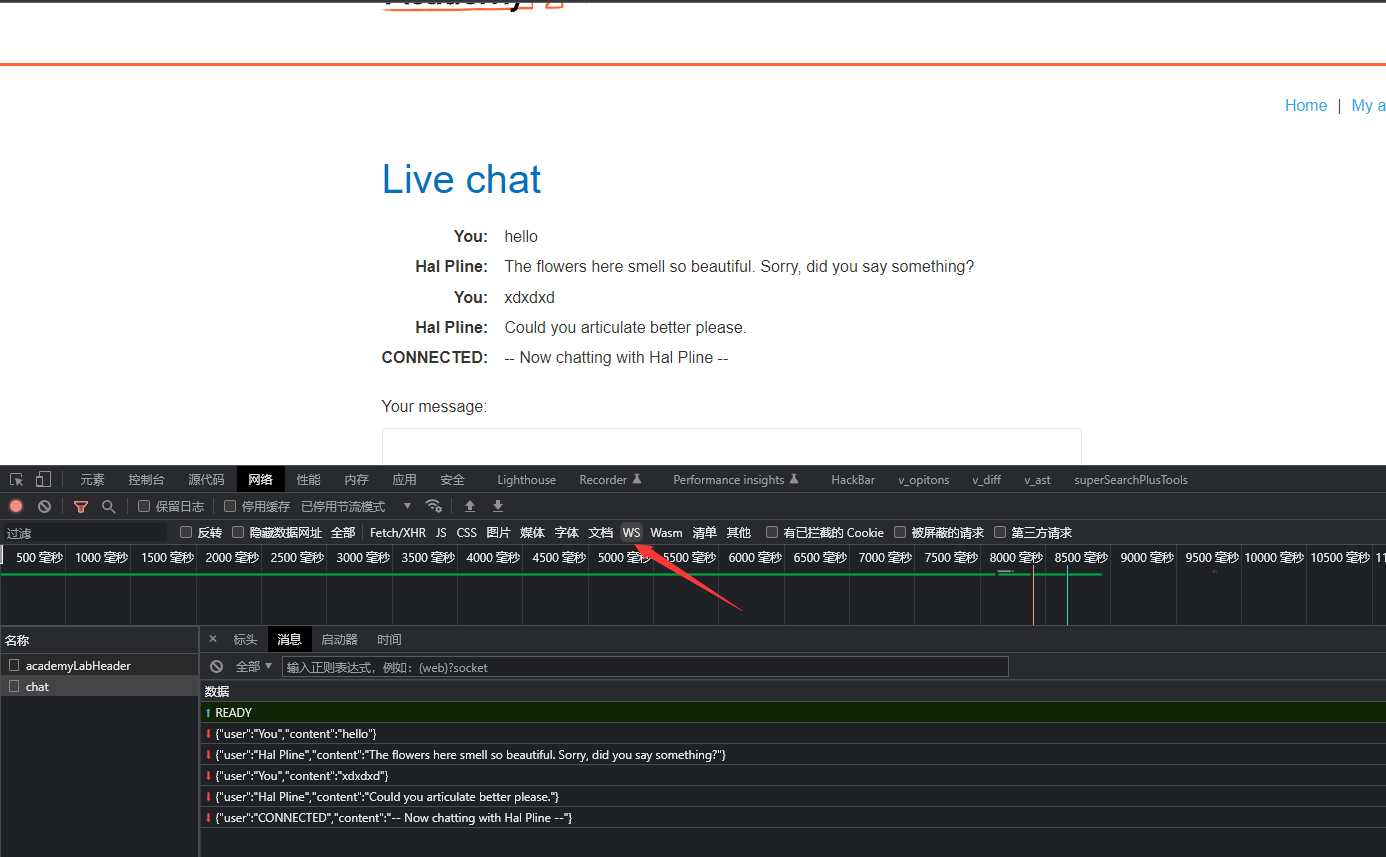 Academy
Home | My a
Live chat
You: hello
Hal Pline: The flowers here smell so beautiful. Sorry, did you say something?
You: xdxdxd
Hal Pline: Could you articulate better please.
CONNECTED: -- Now chatting with Hal Pline --
Your message:
元素 控制台 源代码 网络 性能 内存 应用 安全 Lighthouse Recorder Performance insights HackBar v_opitons v_diff v_ast superSearchPlusTools
保留日志 停用缓存 已停用节流模式
过滤 反转 隐藏数据网址 全部 Fetch/XHR JS CSS 图片 媒体 字体 文档 WS Wasm 清单 其他 有已拦截的 Cookie 被屏蔽的请求 第三方请求
500 毫秒 1000 毫秒 1500 毫秒 2000 毫秒 2500 毫秒 3000 毫秒 3500 毫秒 4000 毫秒 4500 毫秒 5000 毫秒 5500 毫秒 6000 毫秒 6500 毫秒 7000 毫秒 7500 毫秒 8000 毫秒 8500 毫秒 9000 毫秒 9500 毫秒 10000 毫秒 10500 毫秒 11
名称 × 标头 消息 启动器 时间
academyLabHeader 全部 输入正则表达式，例如：(web)?socket
chat 数据
READY
{"user":"You","content":"hello"}
{"user":"Hal Pline","content":"The flowers here smell so beautiful. Sorry, did you say something?"}
{"user":"You","content":"xdxdxd"}
{"user":"Hal Pline","content":"Could you articulate better please."}
{"user":"CONNECTED","content":"-- Now chatting with Hal Pline --"}